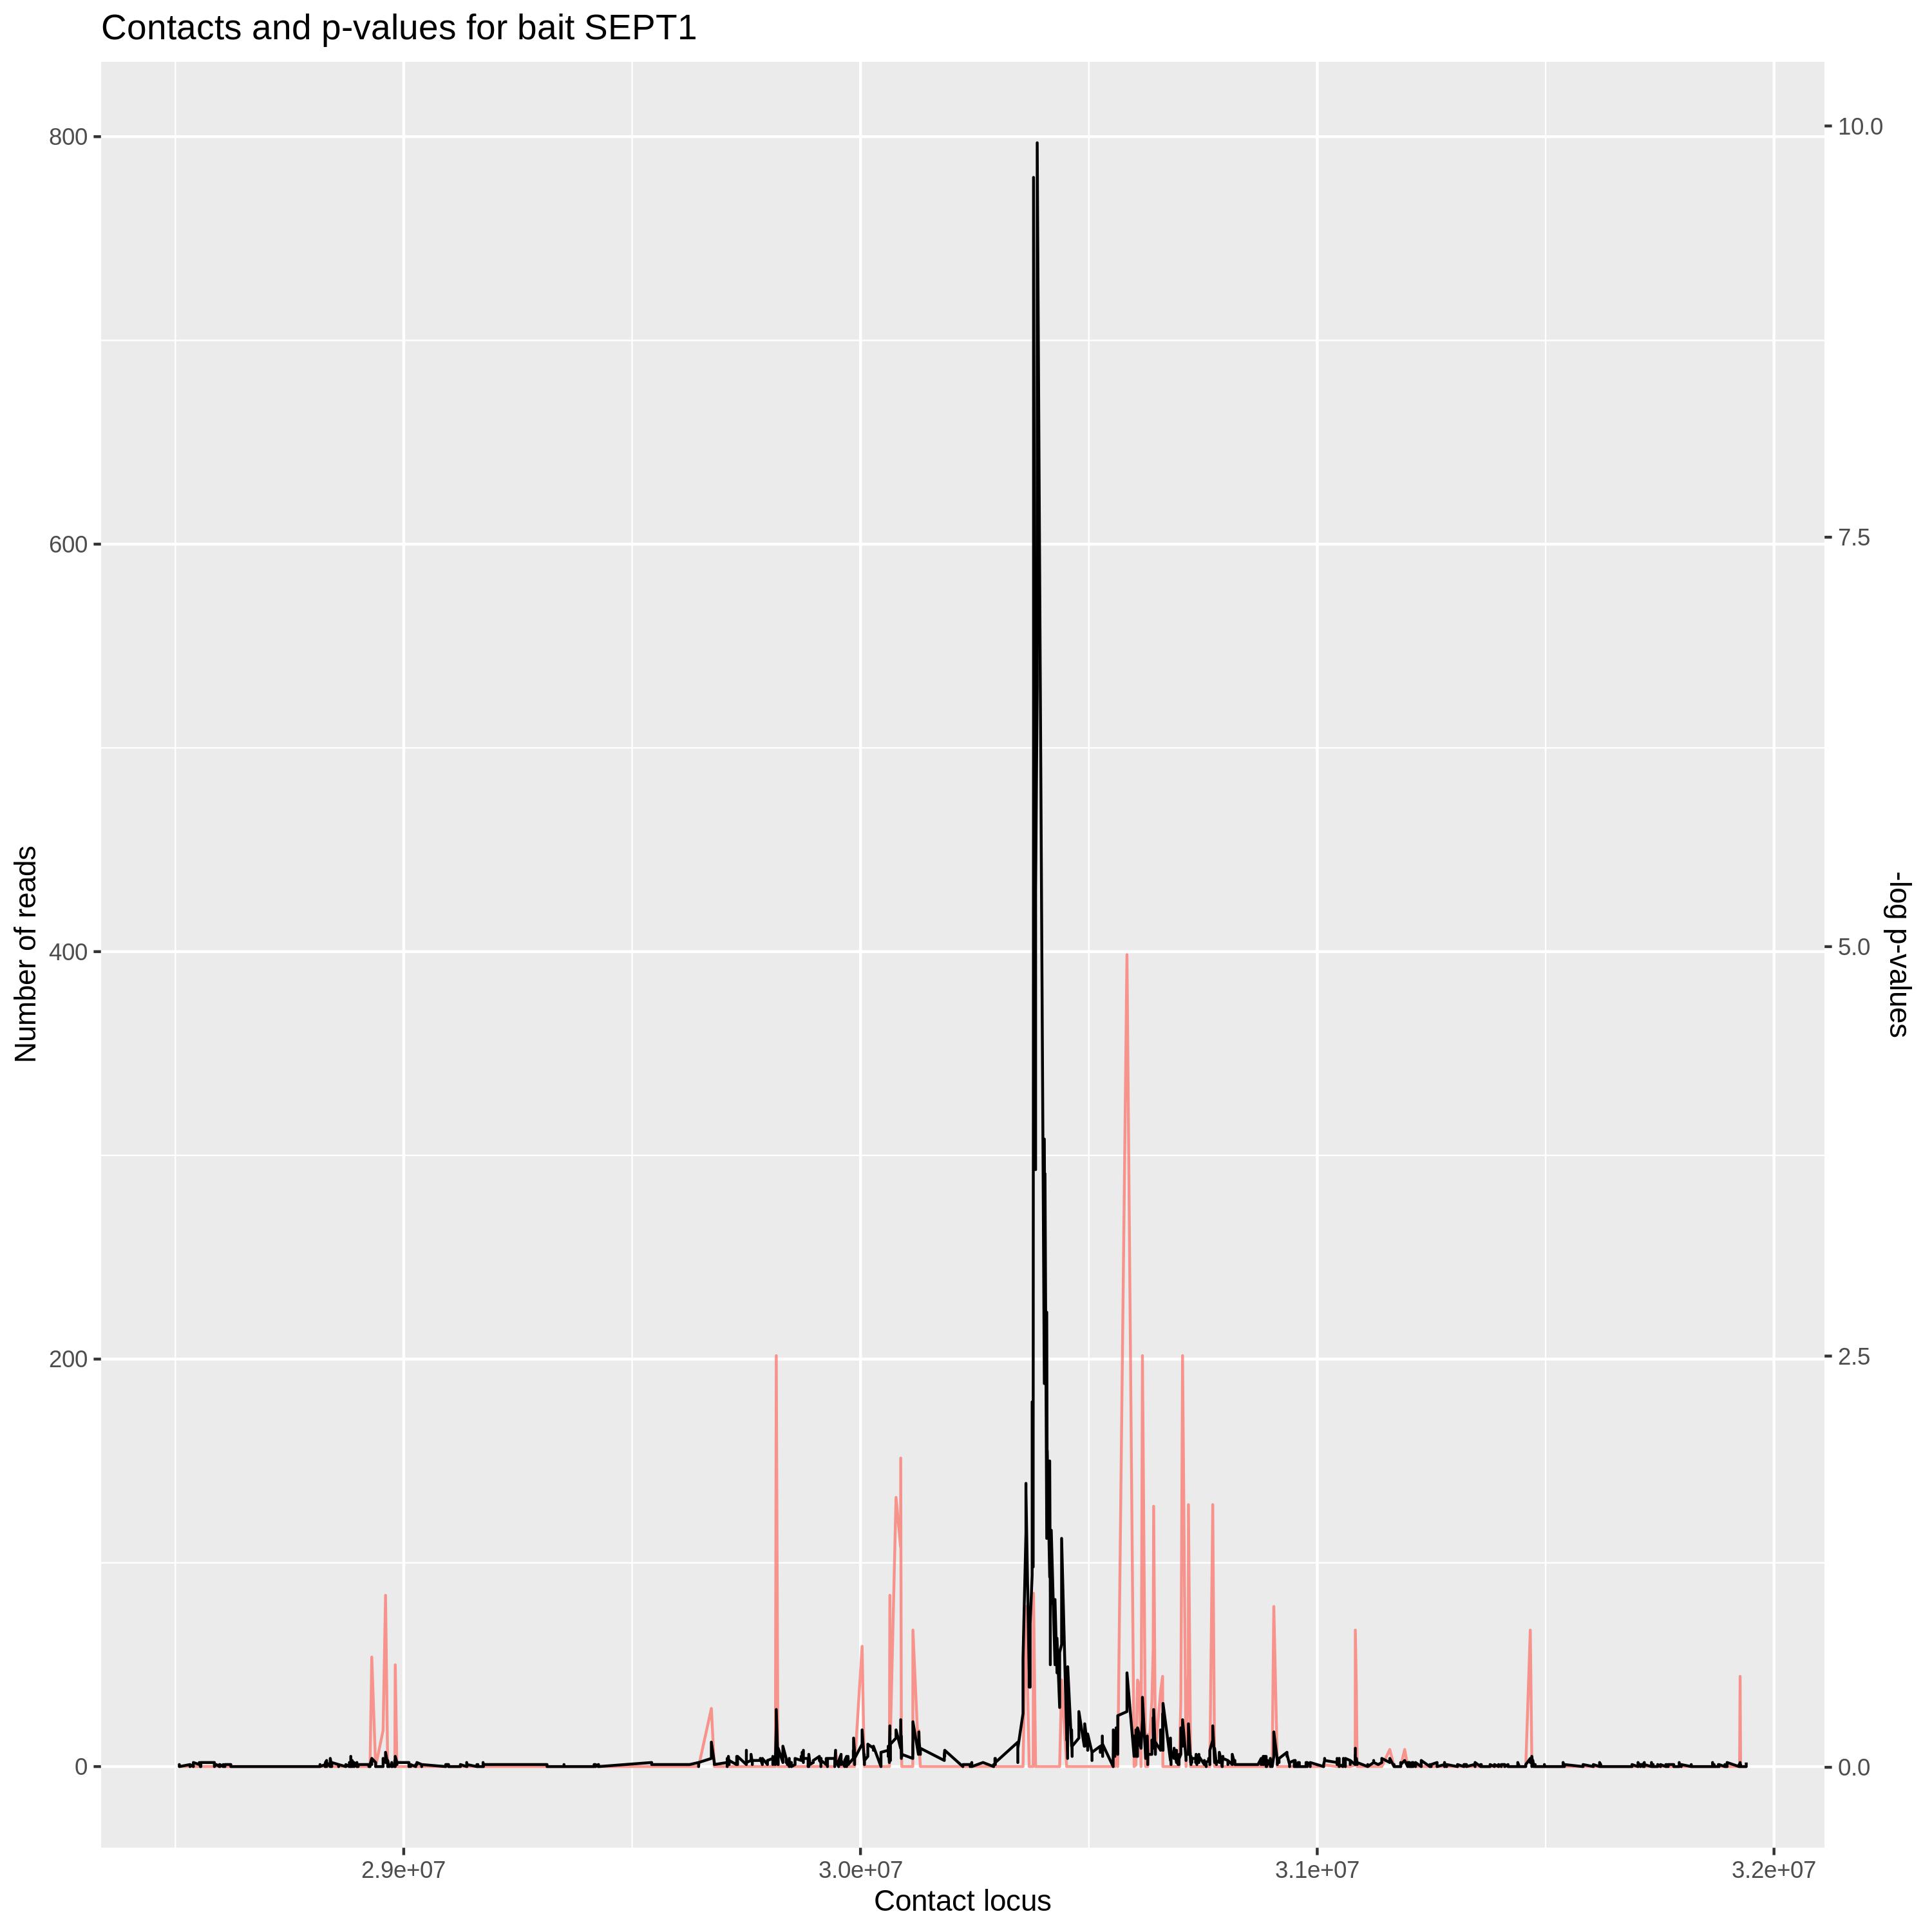 Contacts and p-values for bait SEPT1
800
600
400
200
0
Number of reads
10.0
7.5
5.0
2.5
0.0
-log p-values
2.9e+07
3.0e+07
3.1e+07
3.2e+07
Contact locus